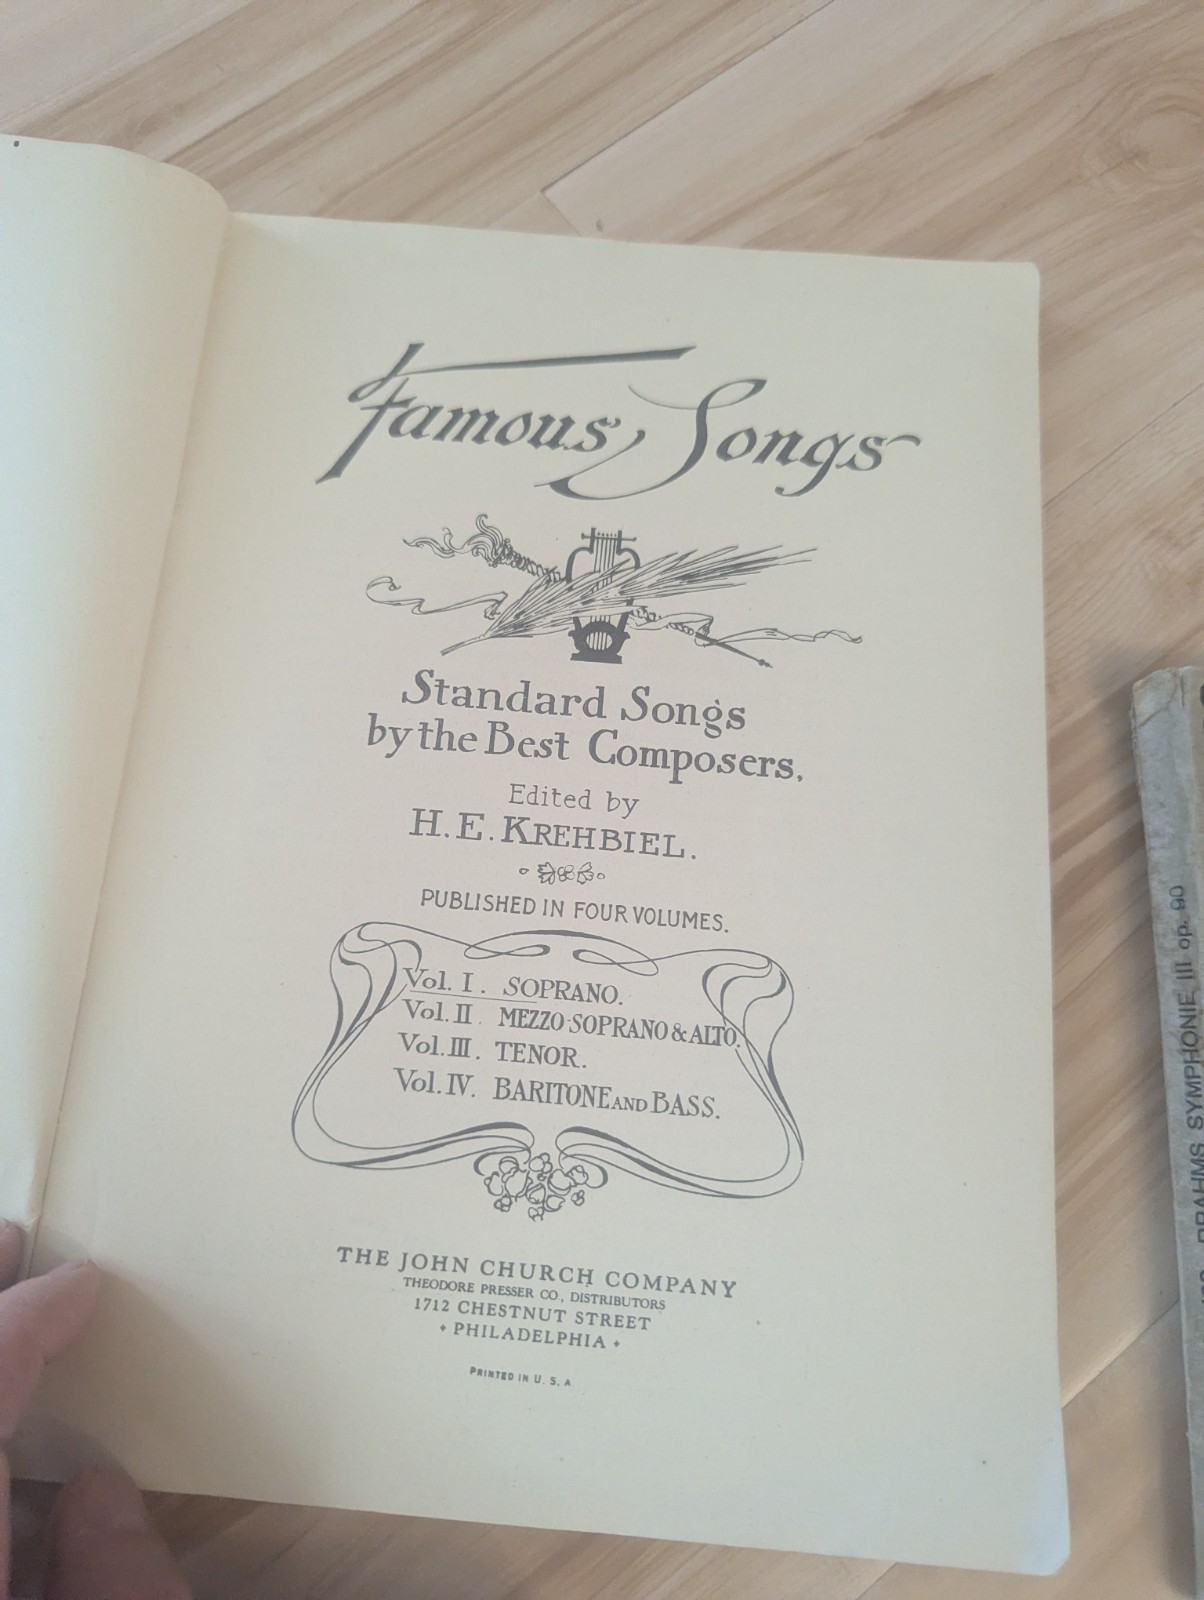 Famous Songs
Standard Songs
by the Best Composers.
Edited by
H. E. KREHBIEL.
PUBLISHED IN FOUR VOLUMES.
Vol. I. SOPRANO.
Vol. II. MEZZO-SOPRANO & ALTO.
Vol. III. TENOR.
Vol. IV. BARITONE AND BASS.
THE JOHN CHURCH COMPANY
THEODORE PRESSER CO., DISTRIBUTORS
1712 CHESTNUT STREET
PHILADELPHIA
PRINTED IN U. S. A
BRAHMS, SYMPHONIE III op. 90